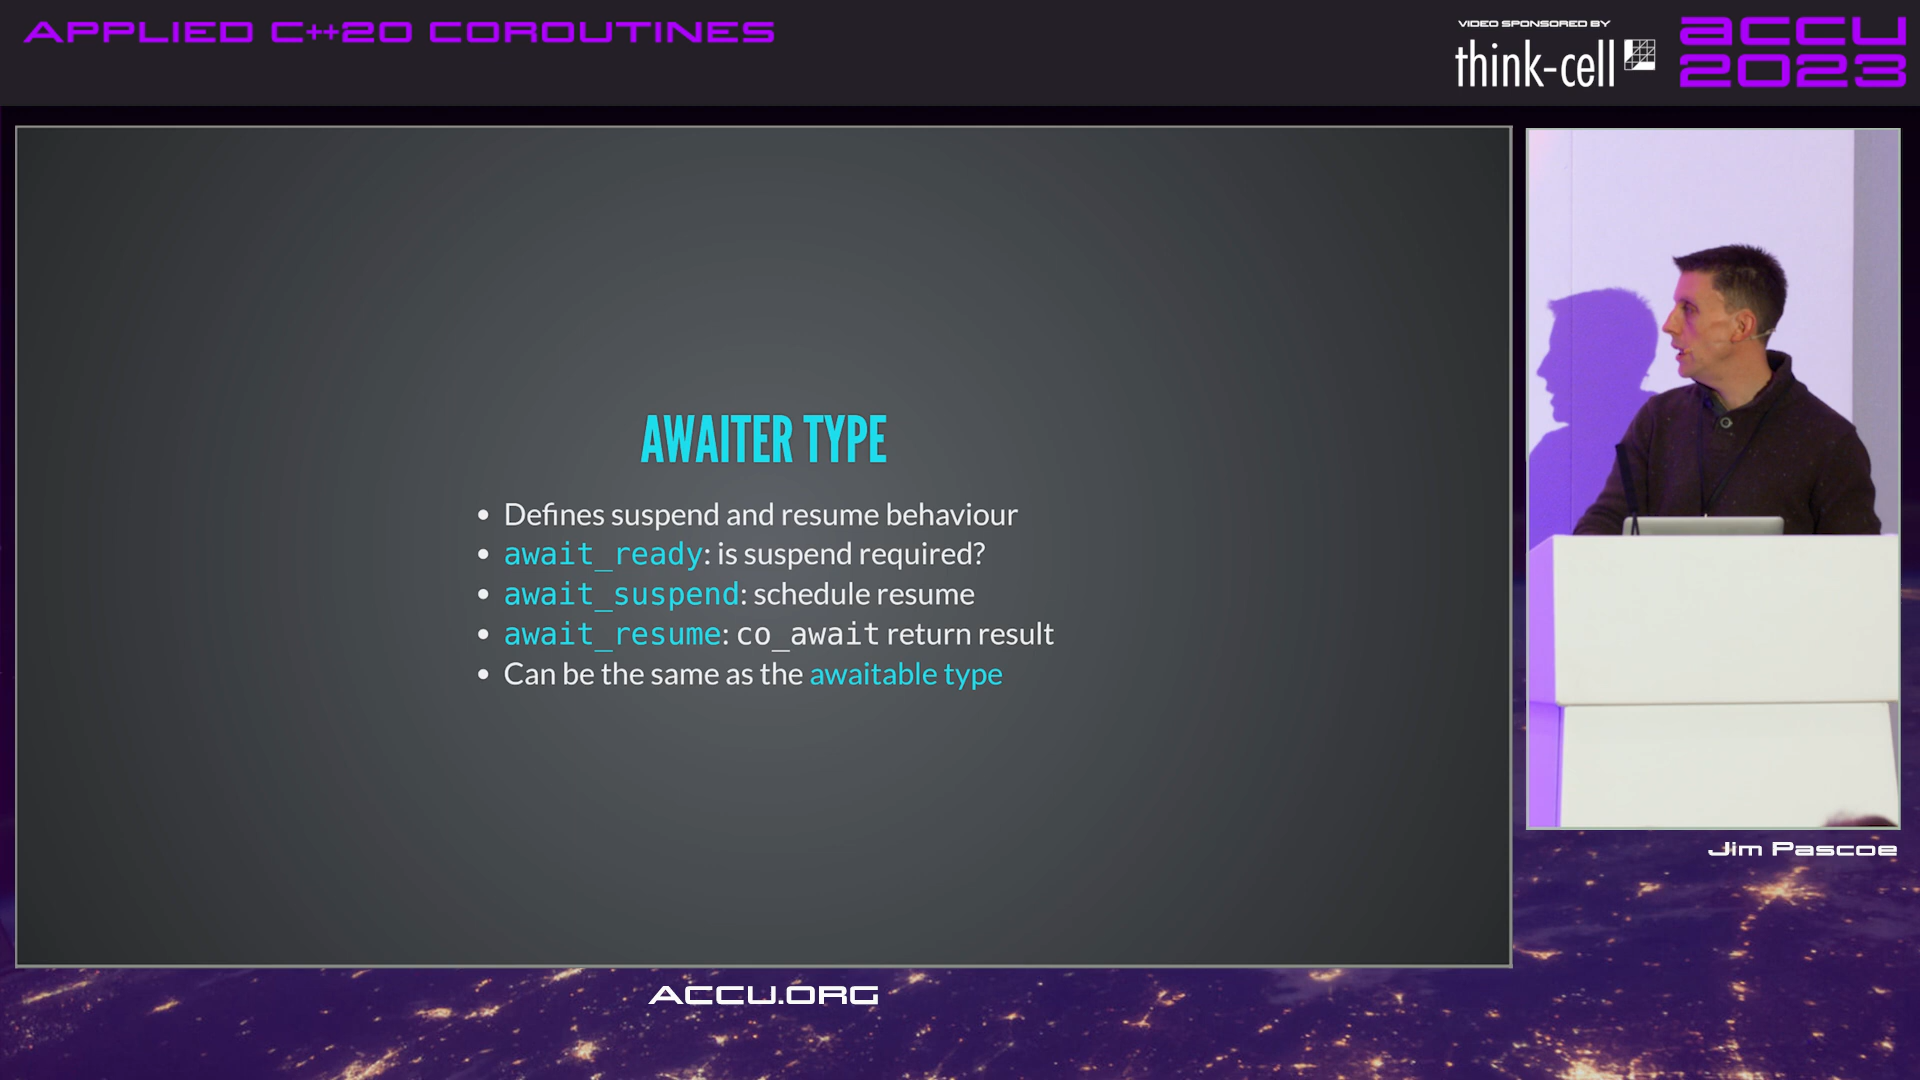 APPLIED C++20 COROUTINES
VIDEO SPONSORED BY
think-cell
accu
2023
AWAITER TYPE
• Defines suspend and resume behaviour
• await_ready: is suspend required?
• await_suspend: schedule resume
• await_resume: co_await return result
• Can be the same as the awaitable type
Jim Pascoe
ACCU.ORG